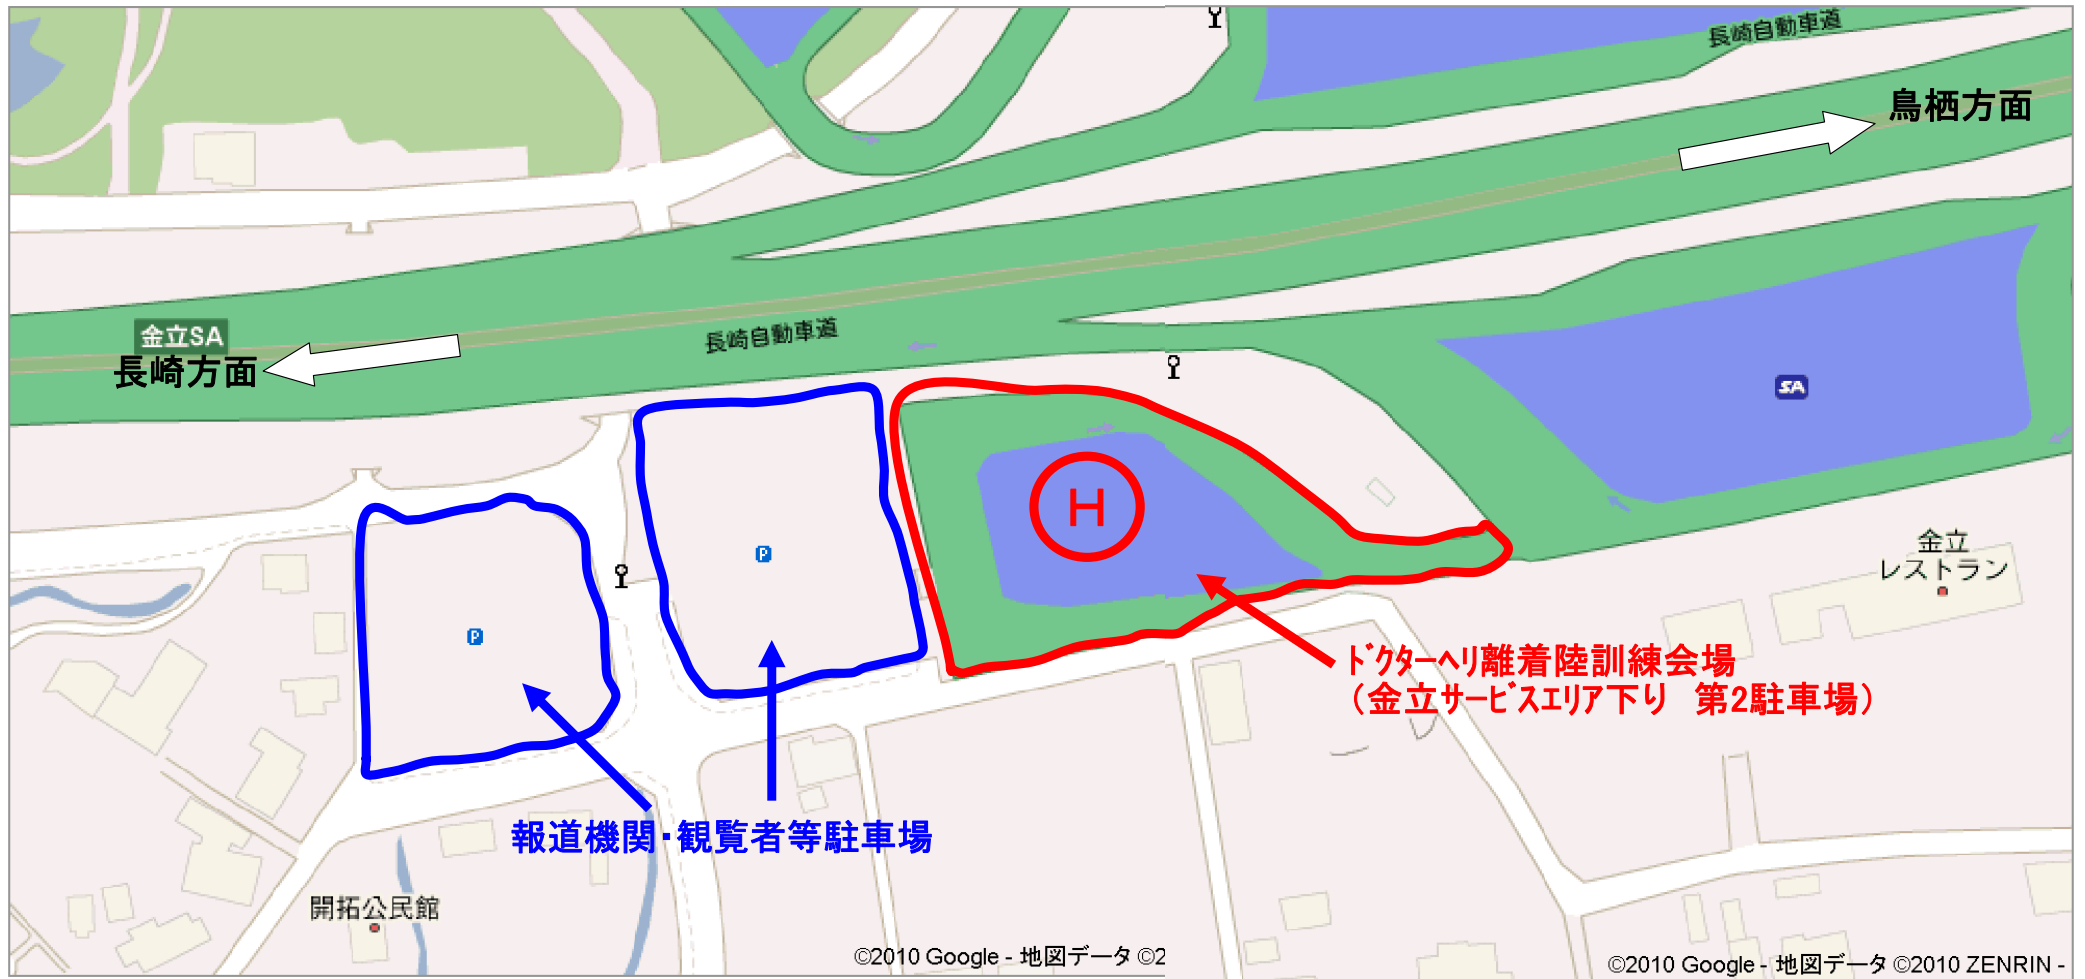 長崎自動車道
鳥栖方面
金立SA
長崎方面
長崎自動車道
SA
H
P
P
金立
レストラン
ドクターヘリ離着陸訓練会場
（金立サービスエリア下り　第2駐車場）
報道機関・観覧者等駐車場
開拓公民館
©2010 Google - 地図データ ©2
©2010 Google - 地図データ ©2010 ZENRIN -